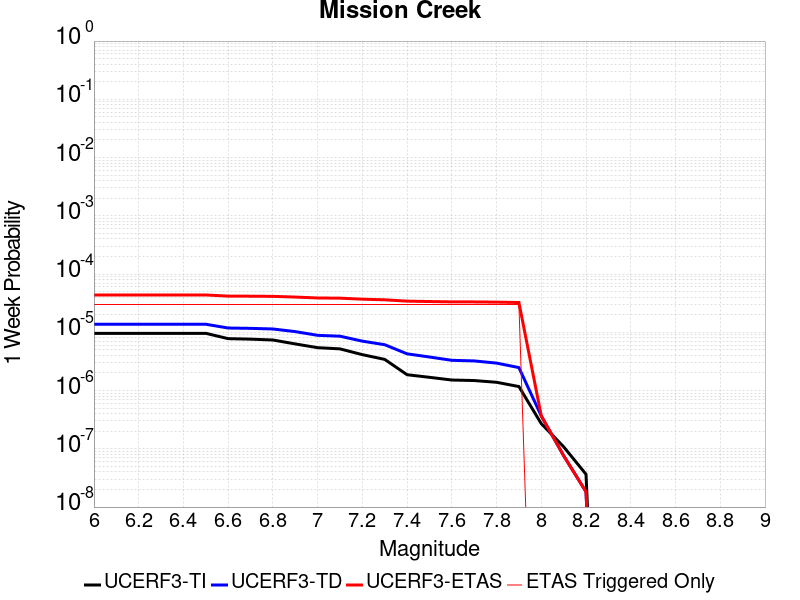 Mission Creek
10^0
10^-1
10^-2
10^-3
10^-4
10^-5
10^-6
10^-7
10^-8
1 Week Probability
6 6.2 6.4 6.6 6.8 7 7.2 7.4 7.6 7.8 8 8.2 8.4 8.6 8.8 9
Magnitude
UCERF3-TI UCERF3-TD UCERF3-ETAS ETAS Triggered Only